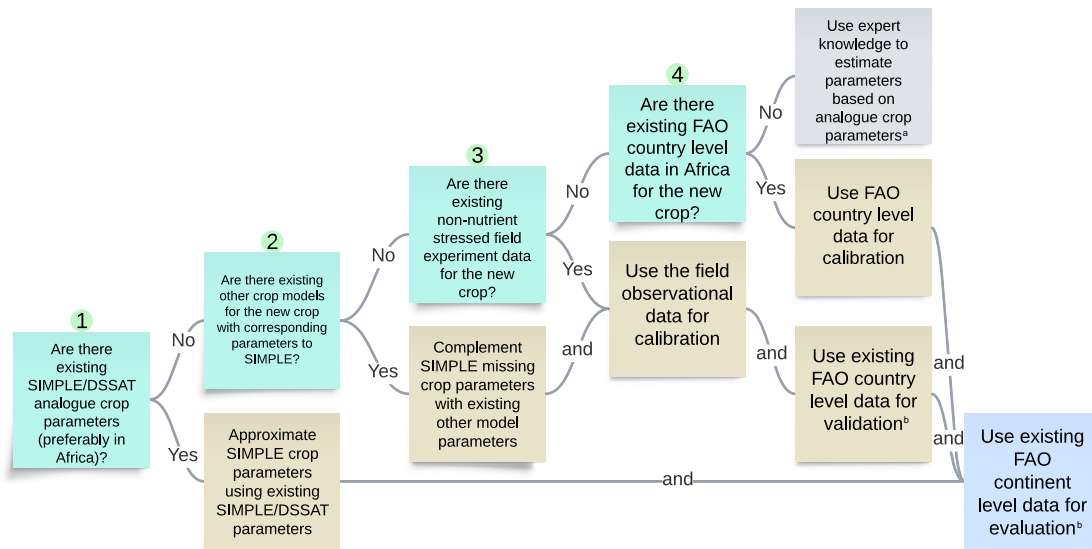 1
Are there
existing
SIMPLE/DSSAT
analogue crop
parameters
(preferably in
Africa)?
No
Yes
2
Are there existing
other crop models
for the new crop
with corresponding
parameters to
SIMPLE?
Approximate
SIMPLE crop
parameters
using existing
SIMPLE/DSSAT
parameters
No
Yes
3
Are there
existing
non-nutrient
stressed field
experiment data
for the new
crop?
Complement
SIMPLE missing
crop parameters
with existing
other model
parameters
No
Yes
and
4
Are there
existing FAO
country level
data in Africa
for the new
crop?
Use the field
observational
data for
calibration
No
Yes
and
and
Use expert
knowledge to
estimate
parameters
based on
analogue crop
parametersᵃ
Use FAO
country level
data for
calibration
Use existing
FAO country
level data for
validationᵇ
and
and
Use existing
FAO
continent
level data for
evaluationᵇ